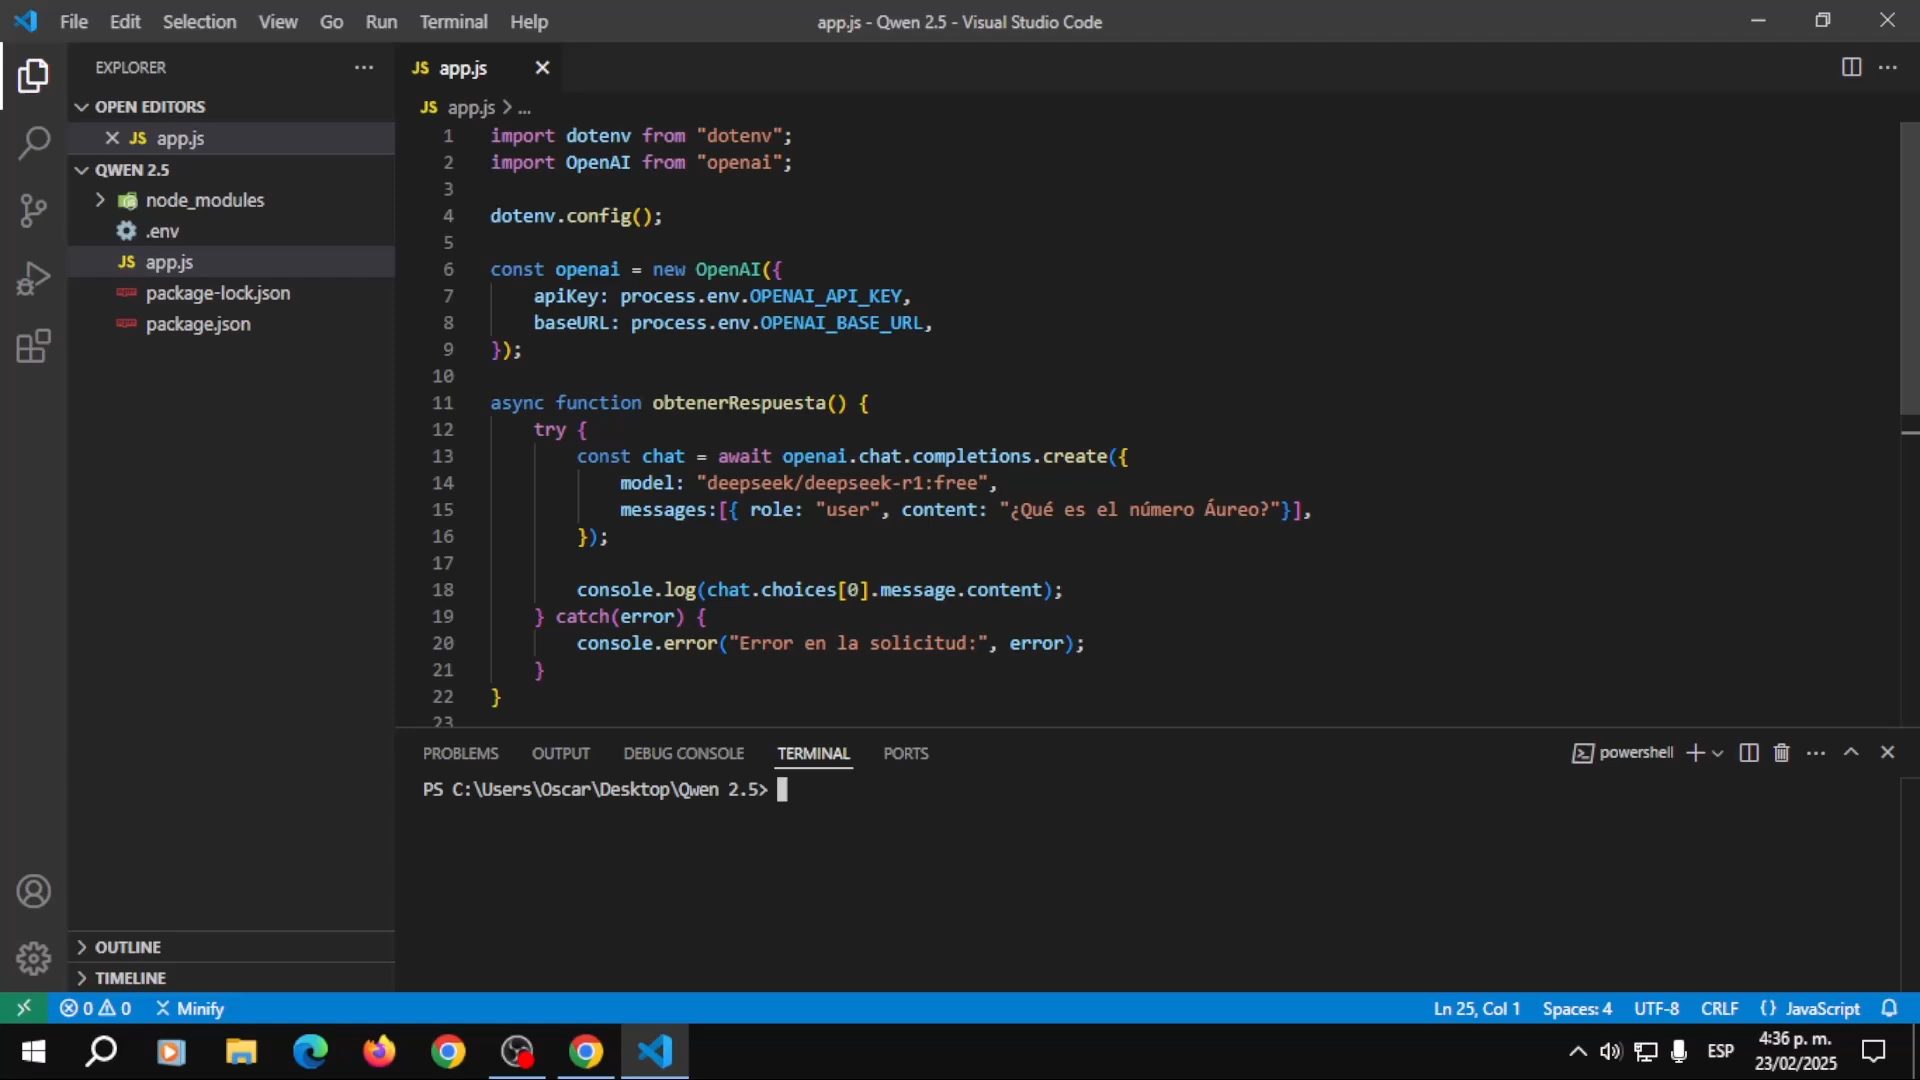 File Edit Selection View Go Run Terminal Help
app.js - Qwen 2.5 - Visual Studio Code
EXPLORER
OPEN EDITORS
JS app.js
QWEN 2.5
node_modules
.env
JS app.js
package-lock.json
package.json
OUTLINE
TIMELINE
JS app.js
JS app.js > ...
1 import dotenv from "dotenv";
2 import OpenAI from "openai";
3
4 dotenv.config();
5
6 const openai = new OpenAI({
7 apiKey: process.env.OPENAI_API_KEY,
8 baseURL: process.env.OPENAI_BASE_URL,
9 });
10
11 async function obtenerRespuesta() {
12 try {
13 const chat = await openai.chat.completions.create({
14 model: "deepseek/deepseek-r1:free",
15 messages:[{ role: "user", content: "¿Qué es el número Áureo?"}],
16 });
17
18 console.log(chat.choices[0].message.content);
19 } catch(error) {
20 console.error("Error en la solicitud:", error);
21 }
22 }
23
PROBLEMS OUTPUT DEBUG CONSOLE TERMINAL PORTS
powershell
PS C:\Users\Oscar\Desktop\Qwen 2.5>
0 0 Minify
Ln 25, Col 1 Spaces: 4 UTF-8 CRLF {} JavaScript
ESP
4:36 p. m.
23/02/2025